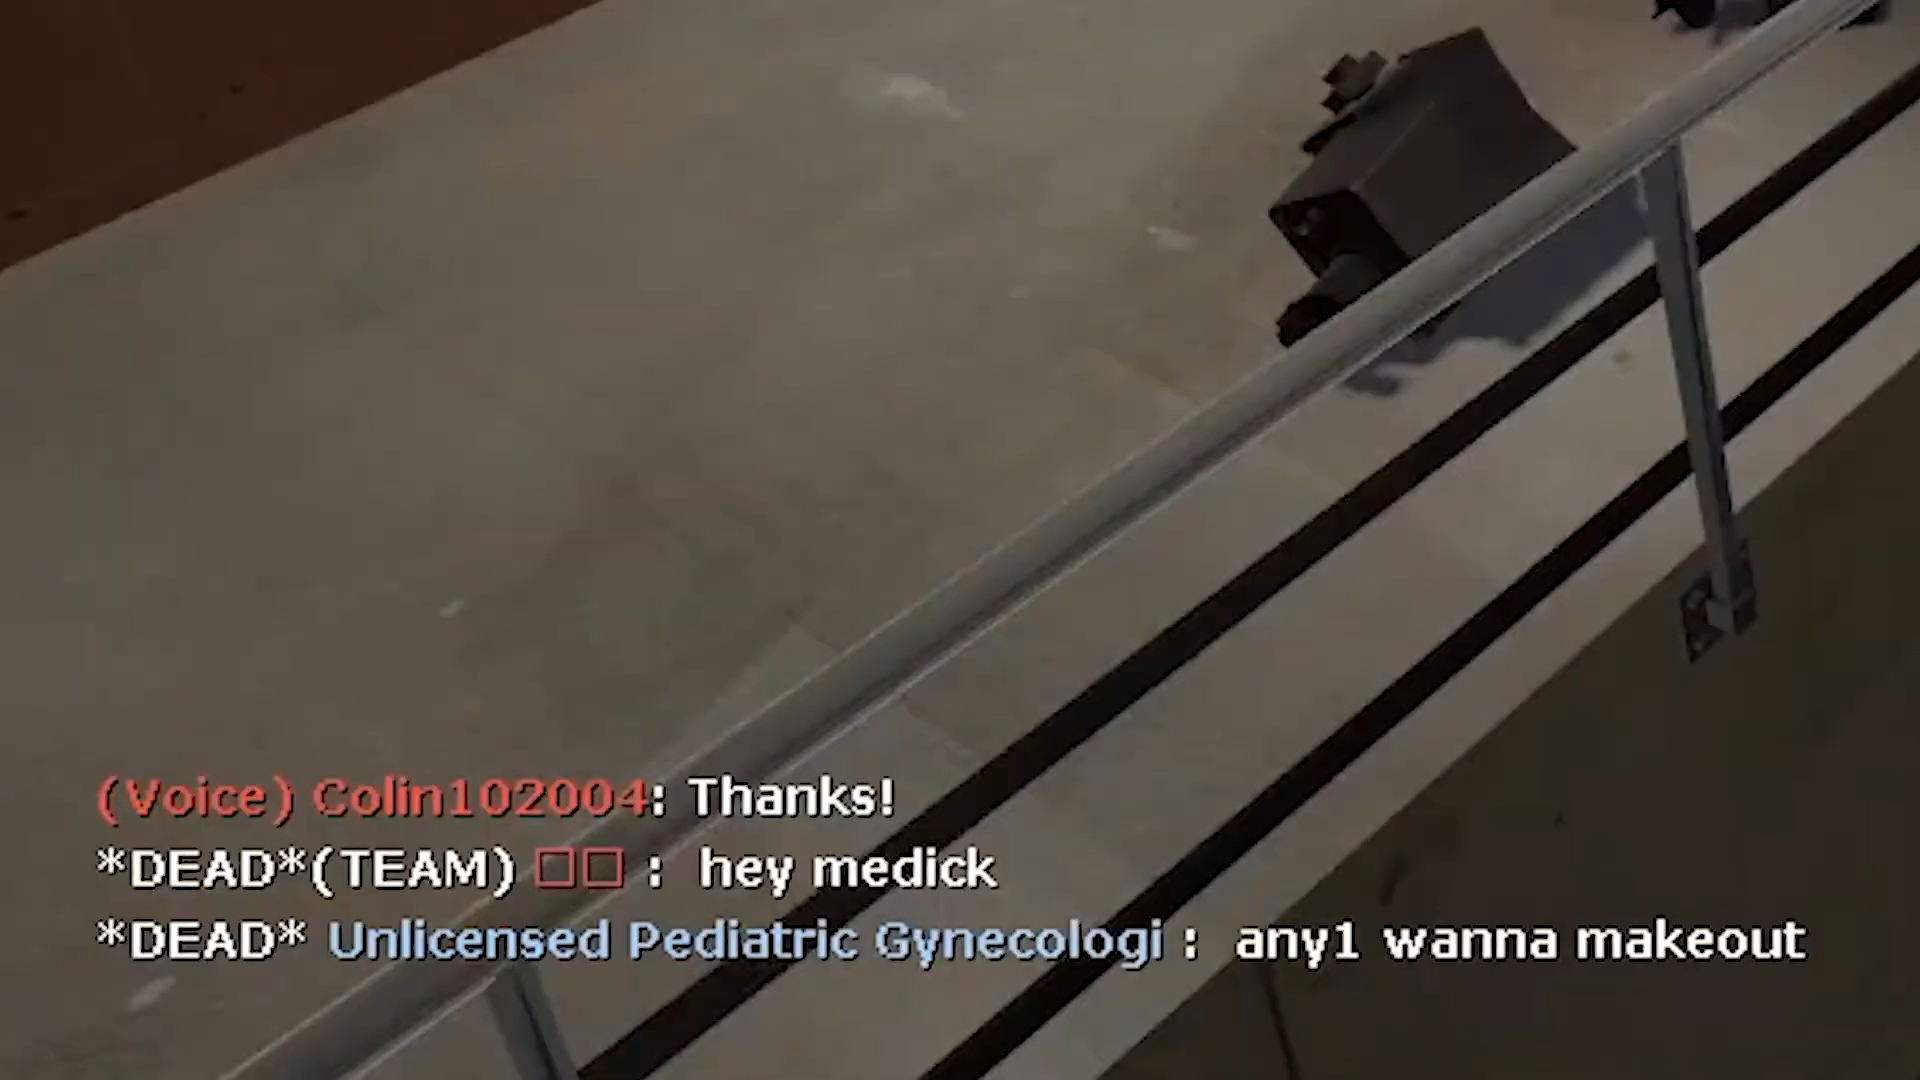 (Voice) Colin102004: Thanks!
*DEAD*(TEAM) □□ :  hey medick
*DEAD* Unlicensed Pediatric Gynecologi :  any1 wanna makeout